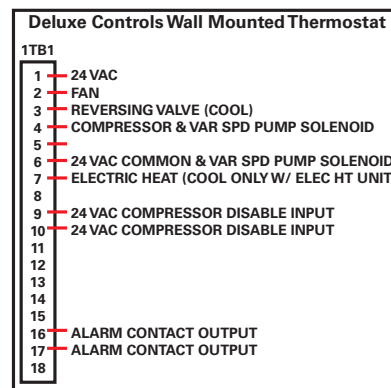 Deluxe Controls Wall Mounted Thermostat
1TB1
1 24 VAC
2 FAN
3 REVERSING VALVE (COOL)
4 COMPRESSOR & VAR SPD PUMP SOLENOID
5
6 24 VAC COMMON & VAR SPD PUMP SOLENOID
7 ELECTRIC HEAT (COOL ONLY W/ ELEC HT UNIT
8
9 24 VAC COMPRESSOR DISABLE INPUT
10 24 VAC COMPRESSOR DISABLE INPUT
11
12
13
14
15
16 ALARM CONTACT OUTPUT
17 ALARM CONTACT OUTPUT
18